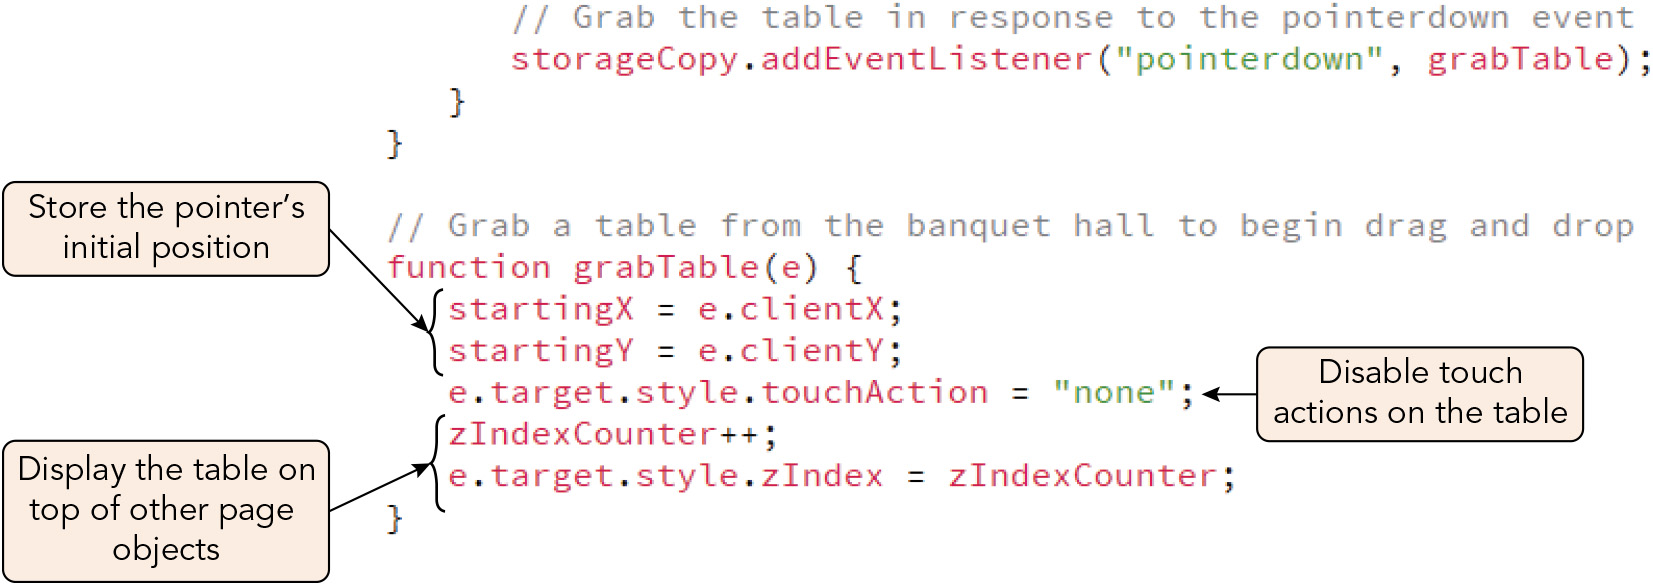 // Grab the table in response to the pointerdown event
storageCopy.addEventListener("pointerdown", grabTable);
}
}
Store the pointer's
initial position
// Grab a table from the banquet hall to begin drag and drop
function grabTable(e) {
startingX = e.clientX;
startingY = e.clientY;
e.target.style.touchAction = "none";
Disable touch
actions on the table
zIndexCounter++;
e.target.style.zIndex = zIndexCounter;
}
Display the table on
top of other page
objects